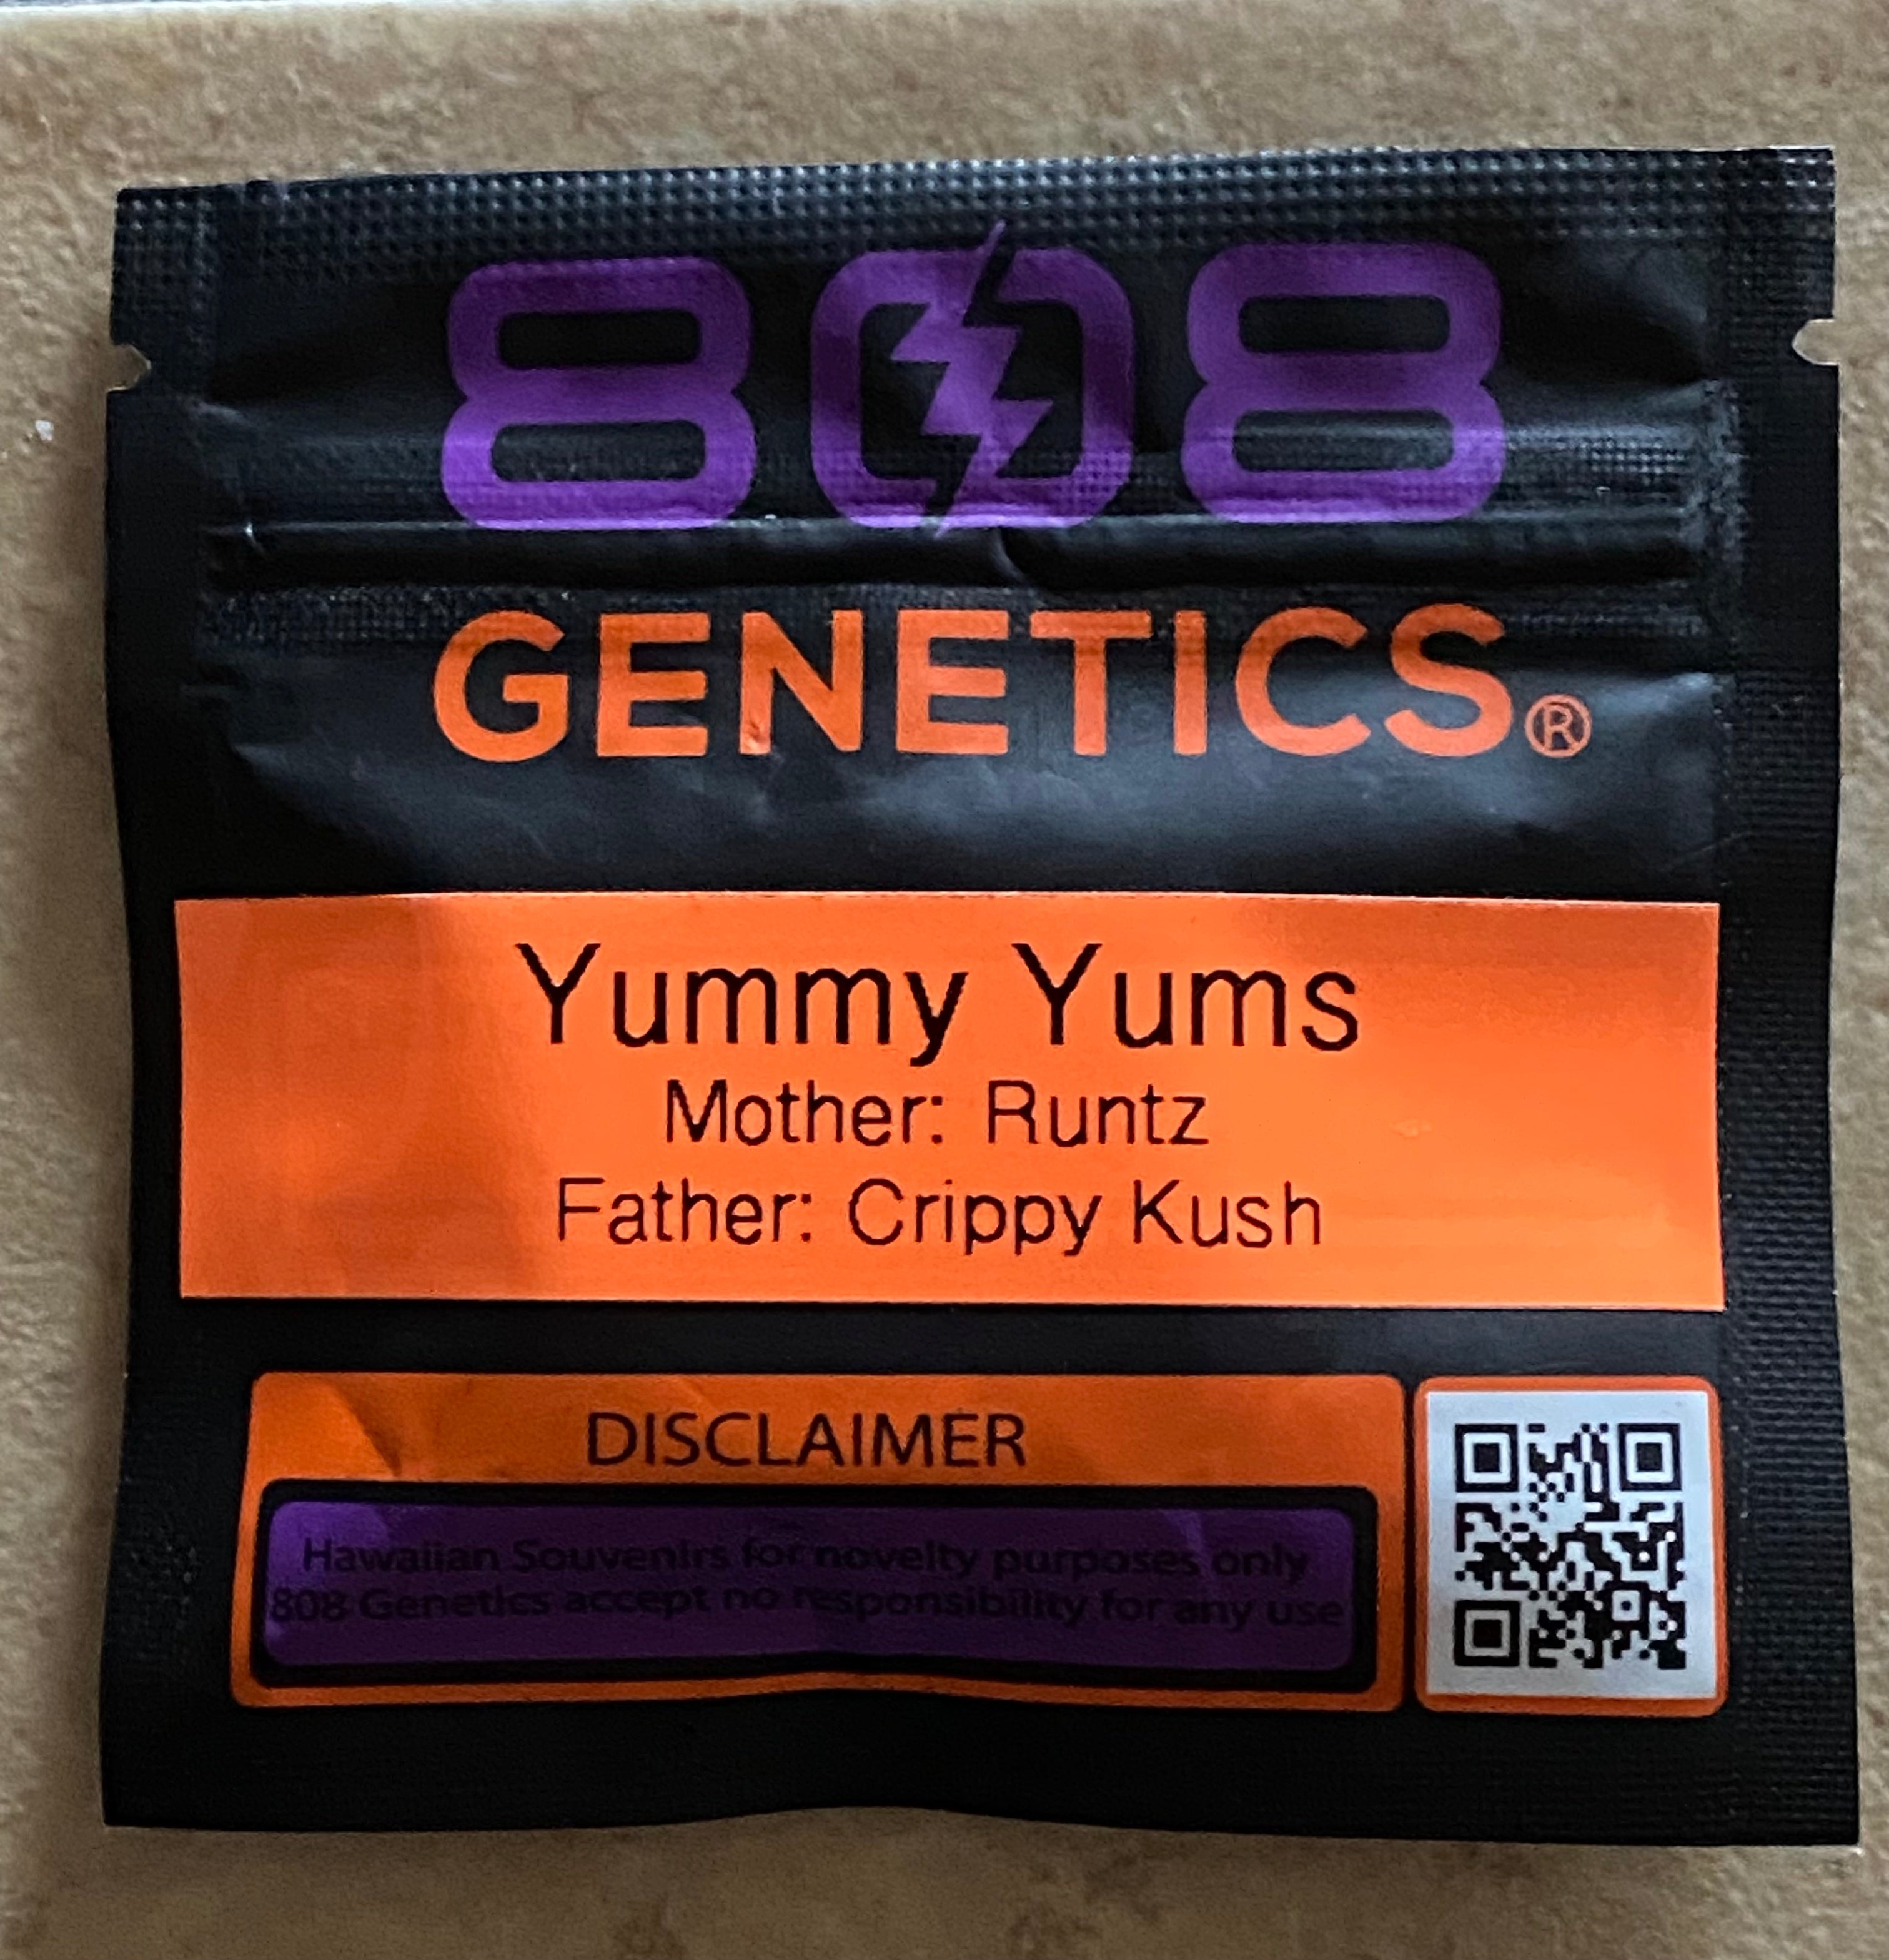 808
GENETICS®
Yummy Yums
Mother: Runtz
Father: Crippy Kush
DISCLAIMER
Hawaiian Souvenirs for novelty purposes only
808 Genetics accept no responsibility for any use